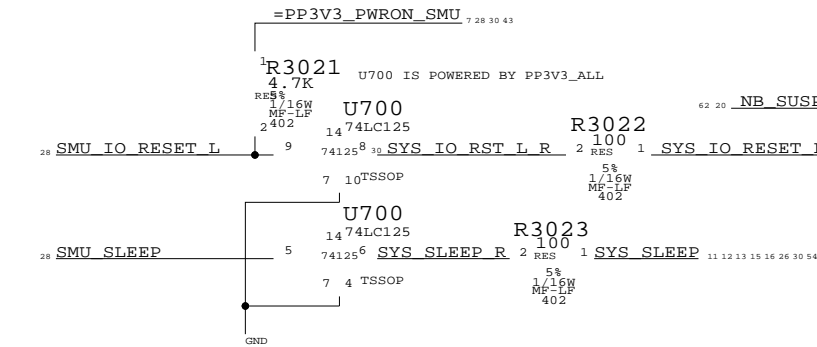 =PP3V3_PWRON_SMU 7 28 30 43
1
R3021
4.7K
5%
RES
1/16W
MF-LF
402
2
U700 IS POWERED BY PP3V3_ALL
62 20 NB_SUSP
U700
14 74LC125
28 SMU_IO_RESET_L 9 74125 8 30 SYS_IO_RST_L_R 2 RES 1 SYS_IO_RESET_L
7 10 TSSOP
R3022
100
5%
1/16W
MF-LF
402
U700
14 74LC125
28 SMU_SLEEP 5 74125 6 SYS_SLEEP_R 2 RES 1 SYS_SLEEP 11 12 13 15 16 26 30 54
7 4 TSSOP
R3023
100
5%
1/16W
MF-LF
402
GND